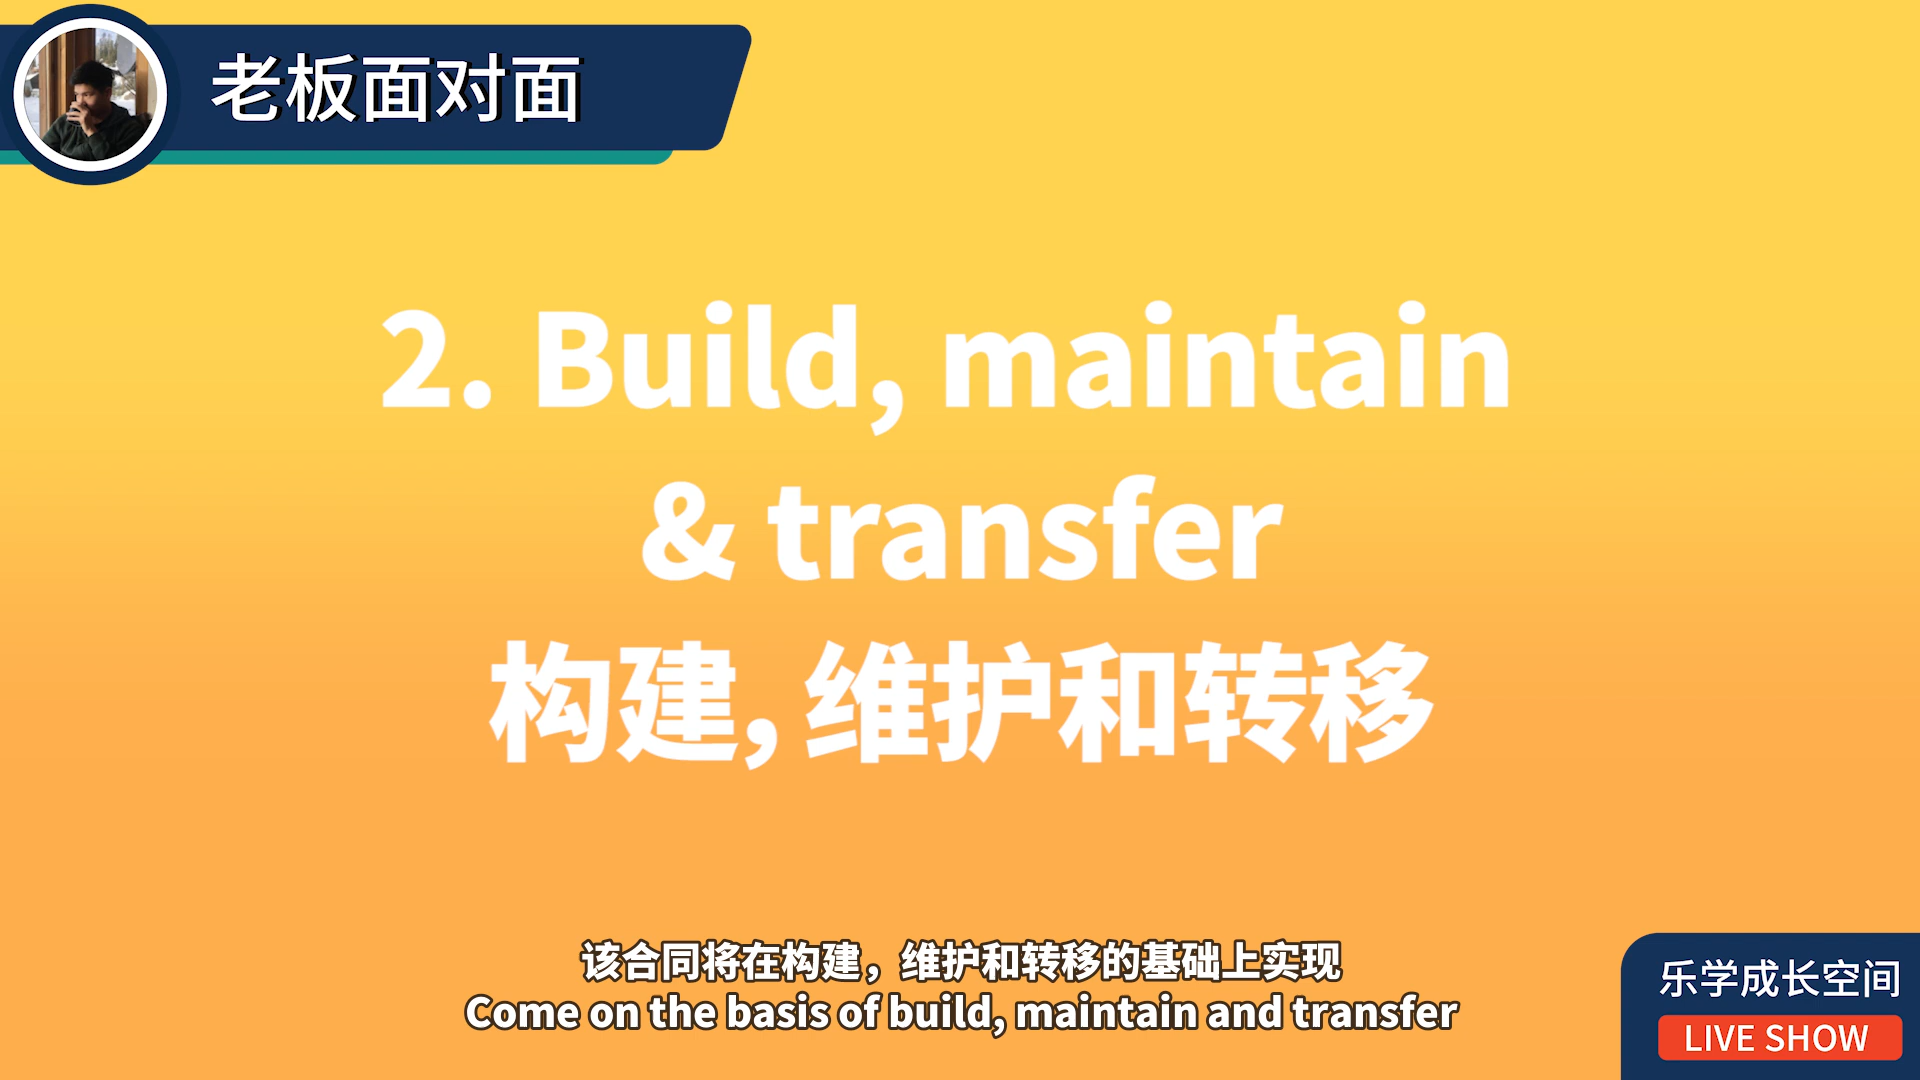 老板面对面
2. Build, maintain
& transfer
构建,维护和转移
该合同将在构建，维护和转移的基础上实现
Come on the basis of build, maintain and transfer
乐学成长空间
LIVE SHOW